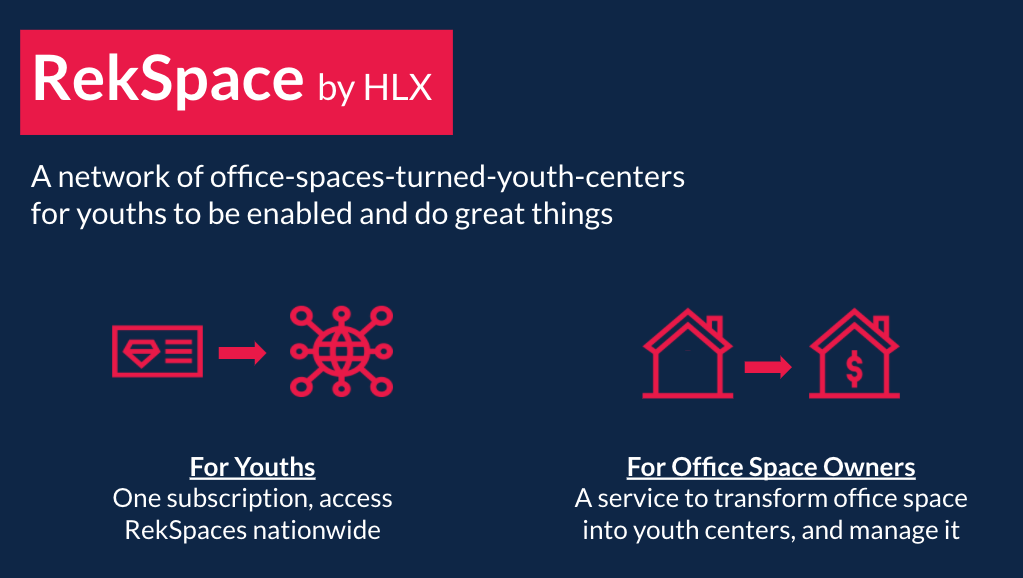 RekSpace by HLX
A network of office-spaces-turned-youth-centers
for youths to be enabled and do great things
$
For Youths
One subscription, access
RekSpaces nationwide
For Office Space Owners
A service to transform office space
into youth centers, and manage it